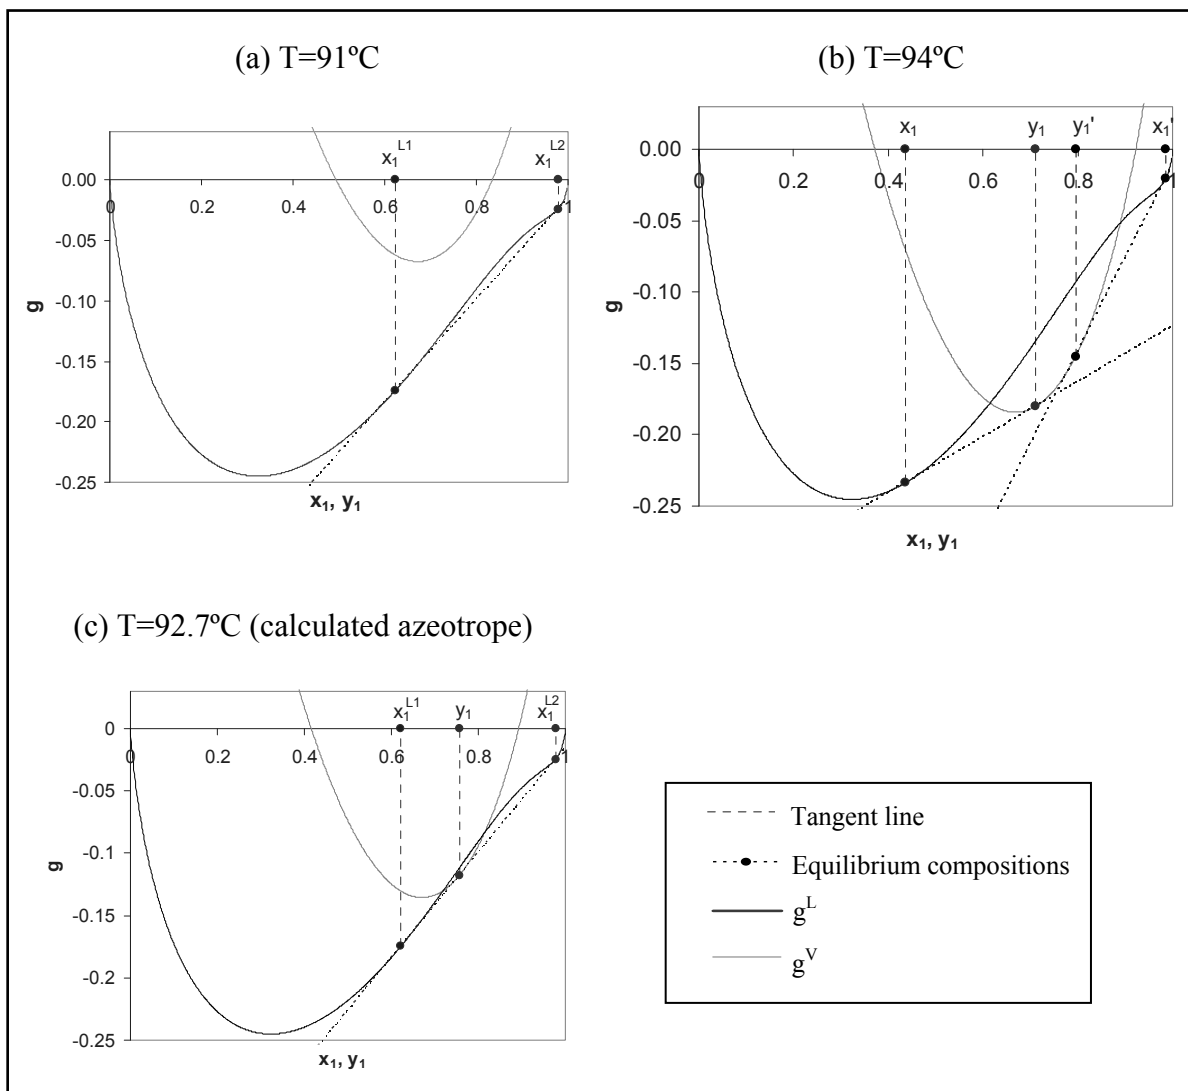 (a) T=91ºC
x₁ᴸ¹ x₁ᴸ²
0.00
0 0.2 0.4 0.6 0.8 1
-0.05
-0.10
-0.15
-0.20
-0.25
g
x₁, y₁
(b) T=94ºC
x₁ y₁ y₁' x₁'
0.00
0 0.2 0.4 0.6 0.8 1
-0.05
-0.10
-0.15
-0.20
-0.25
g
x₁, y₁
(c) T=92.7ºC (calculated azeotrope)
x₁ᴸ¹ y₁ x₁ᴸ²
0
0 0.2 0.4 0.6 0.8 1
-0.05
-0.1
-0.15
-0.2
-0.25
g
x₁, y₁
Tangent line
Equilibrium compositions
gᴸ
gⱽ